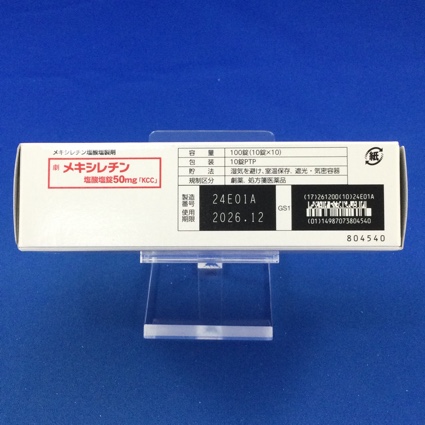 メキシレチン塩酸塩製剤
劇 メキシレチン
塩酸塩錠50mg「KCC」
容量 100錠(10錠×10)
包装 10錠PTP
貯法 湿気を避け、室温保存、遮光・気密容器
規制区分 劇薬、処方箋医薬品
製造番号 24E01A
使用期限 2026.12
GS1
(17)261200(10)24E01A
(01)14987073804540
804540
紙